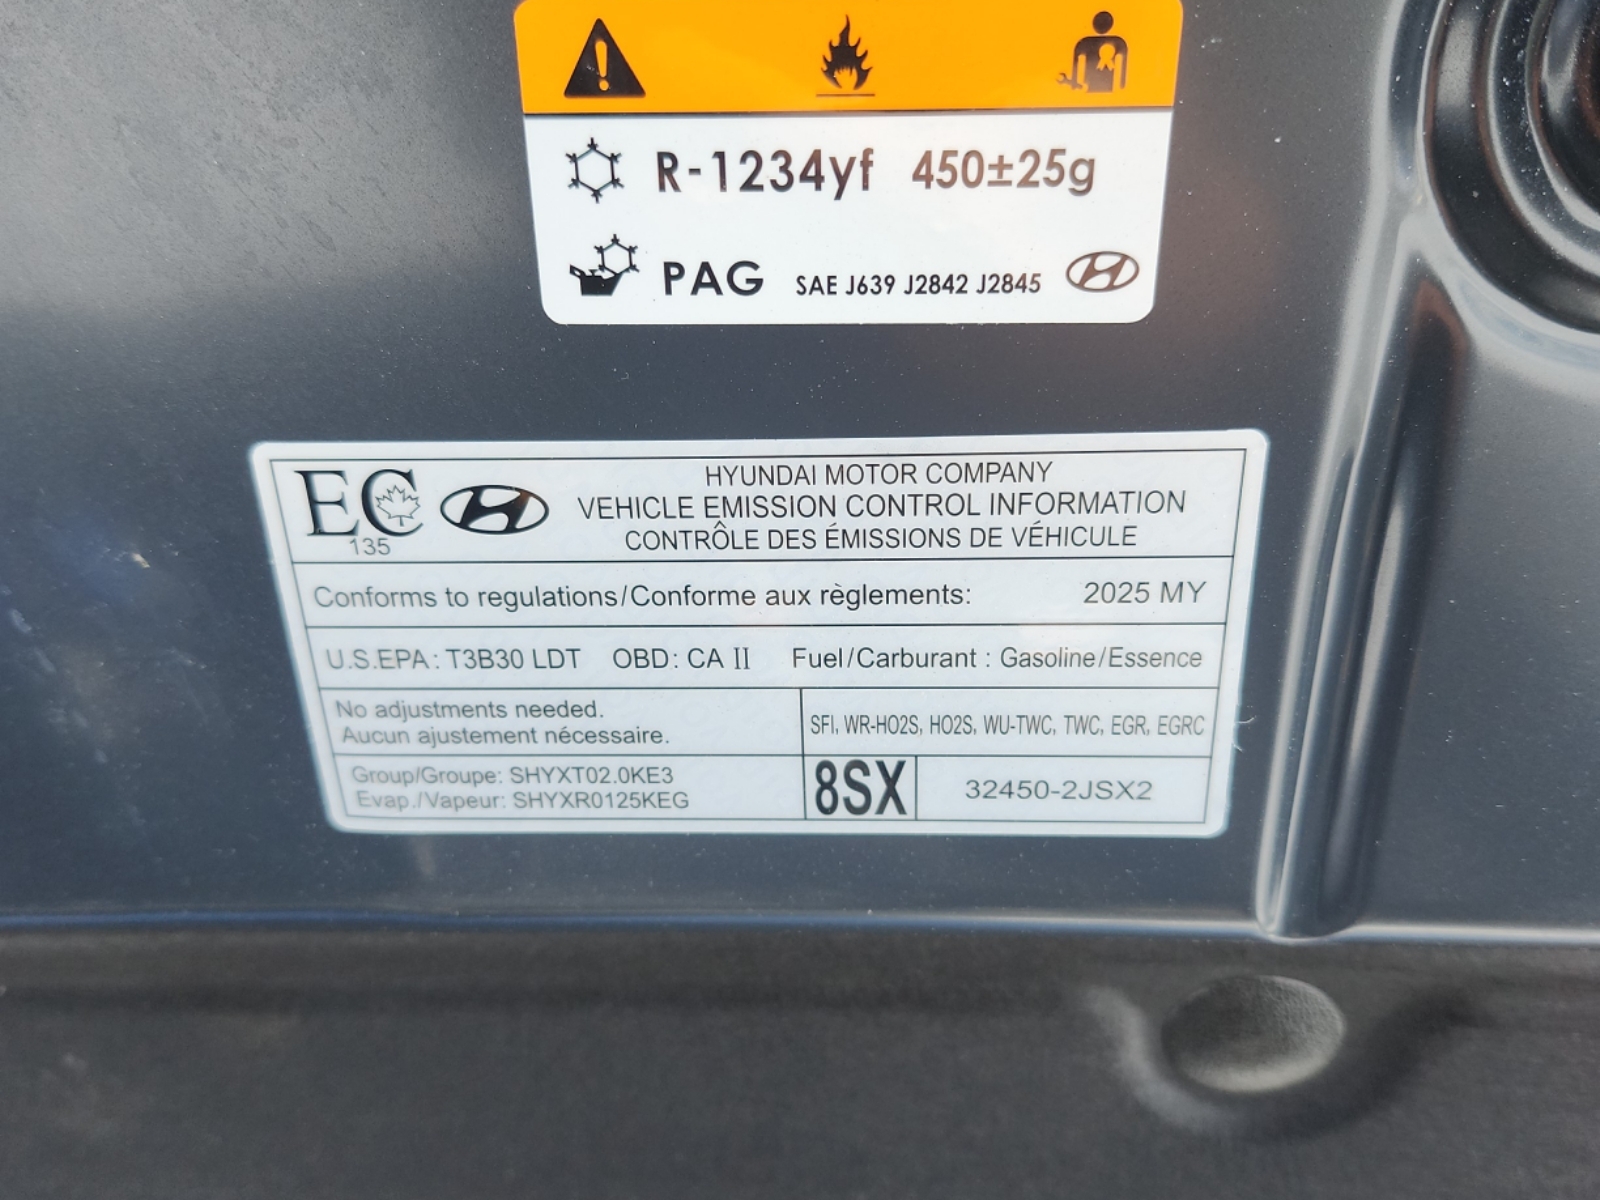 R-1234yf 450±25g
PAG SAE J639 J2842 J2845
EC
135
HYUNDAI MOTOR COMPANY
VEHICLE EMISSION CONTROL INFORMATION
CONTRÔLE DES ÉMISSIONS DE VÉHICULE
Conforms to regulations/Conforme aux règlements: 2025 MY
U.S.EPA: T3B30 LDT OBD: CA II Fuel/Carburant : Gasoline/Essence
No adjustments needed.
Aucun ajustement nécessaire.
SFI, WR-HO2S, HO2S, WU-TWC, TWC, EGR, EGRC
Group/Groupe: SHYXT02.0KE3
Evap./Vapeur: SHYXR0125KEG
8SX
32450-2JSX2